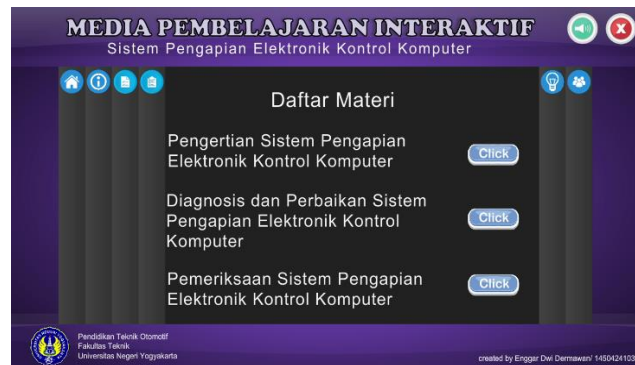 MEDIA PEMBELAJARAN INTERAKTIF
Sistem Pengapian Elektronik Kontrol Komputer
Daftar Materi
Pengertian Sistem Pengapian
Elektronik Kontrol Komputer
Click
Diagnosis dan Perbaikan Sistem
Pengapian Elektronik Kontrol
Komputer
Click
Pemeriksaan Sistem Pengapian
Elektronik Kontrol Komputer
Click
Pendidikan Teknik Otomotif
Fakultas Teknik
Universitas Negeri Yogyakarta
created by Enggar Dwi Dermawan/ 1450424103